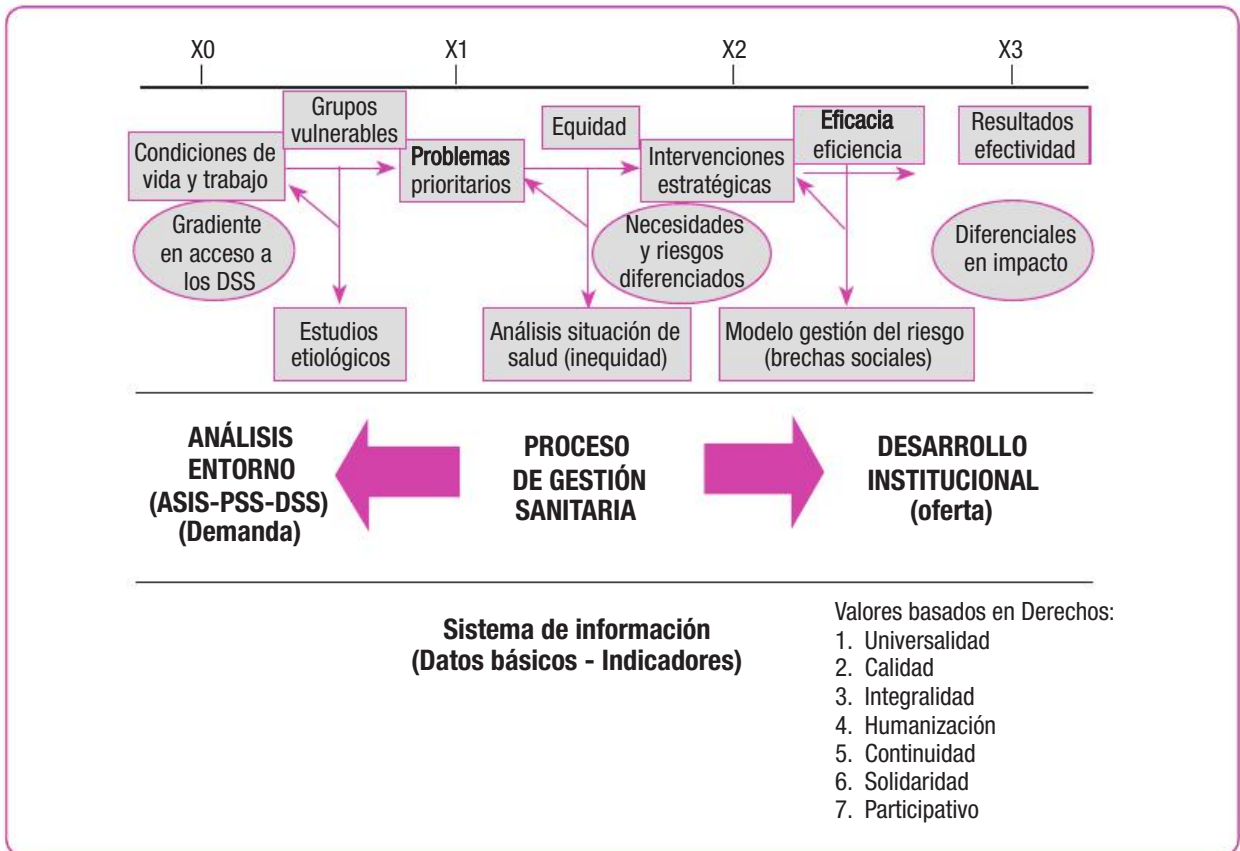 X0
X1
X2
X3
Grupos
vulnerables
Equidad
Eficacia
eficiencia
Resultados
efectividad
Condiciones de
vida y trabajo
Problemas
prioritarios
Intervenciones
estratégicas
Gradiente
en acceso a
los DSS
Necesidades
y riesgos
diferenciados
Diferenciales
en impacto
Estudios
etiológicos
Análisis situación de
salud (inequidad)
Modelo gestión del riesgo
(brechas sociales)
ANÁLISIS
ENTORNO
(ASIS-PSS-DSS)
(Demanda)
PROCESO
DE GESTIÓN
SANITARIA
DESARROLLO
INSTITUCIONAL
(oferta)
Sistema de información
(Datos básicos - Indicadores)
Valores basados en Derechos:
1. Universalidad
2. Calidad
3. Integralidad
4. Humanización
5. Continuidad
6. Solidaridad
7. Participativo